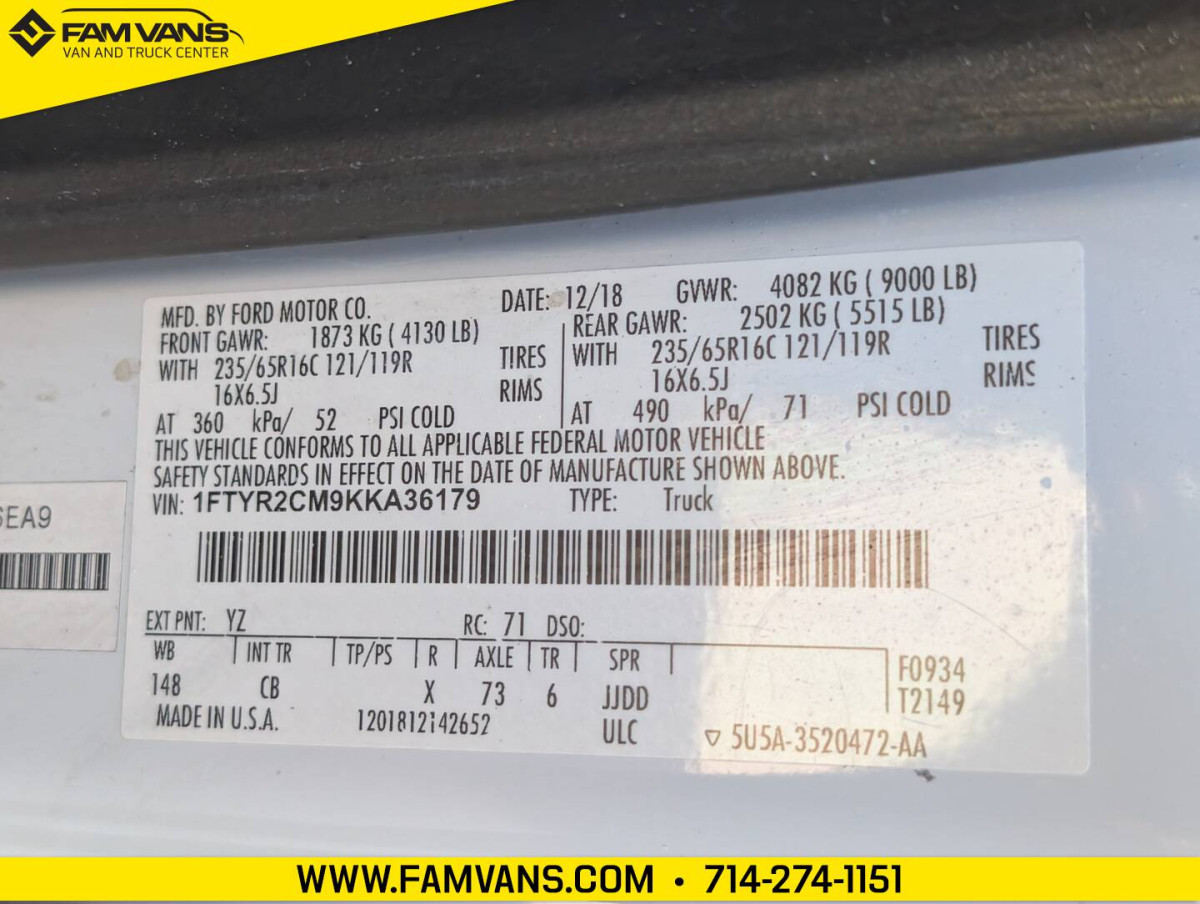 FAM VANS
VAN AND TRUCK CENTER
MFD. BY FORD MOTOR CO. DATE: 12/18 GVWR: 4082 KG ( 9000 LB)
FRONT GAWR: 1873 KG ( 4130 LB) REAR GAWR: 2502 KG ( 5515 LB)
WITH 235/65R16C 121/119R TIRES WITH 235/65R16C 121/119R TIRES
16X6.5J RIMS 16X6.5J RIMS
AT 360 kPa/ 52 PSI COLD AT 490 kPa/ 71 PSI COLD
THIS VEHICLE CONFORMS TO ALL APPLICABLE FEDERAL MOTOR VEHICLE
SAFETY STANDARDS IN EFFECT ON THE DATE OF MANUFACTURE SHOWN ABOVE.
VIN: 1FTYR2CM9KKA36179 TYPE: Truck
EXT PNT: YZ RC: 71 DSO:
WB INT TR TP/PS R AXLE TR SPR
148 CB X 73 6 JJDD
F0934
T2149
MADE IN U.S.A. 1201812142652 ULC ▽ 5U5A-3520472-AA
WWW.FAMVANS.COM • 714-274-1151